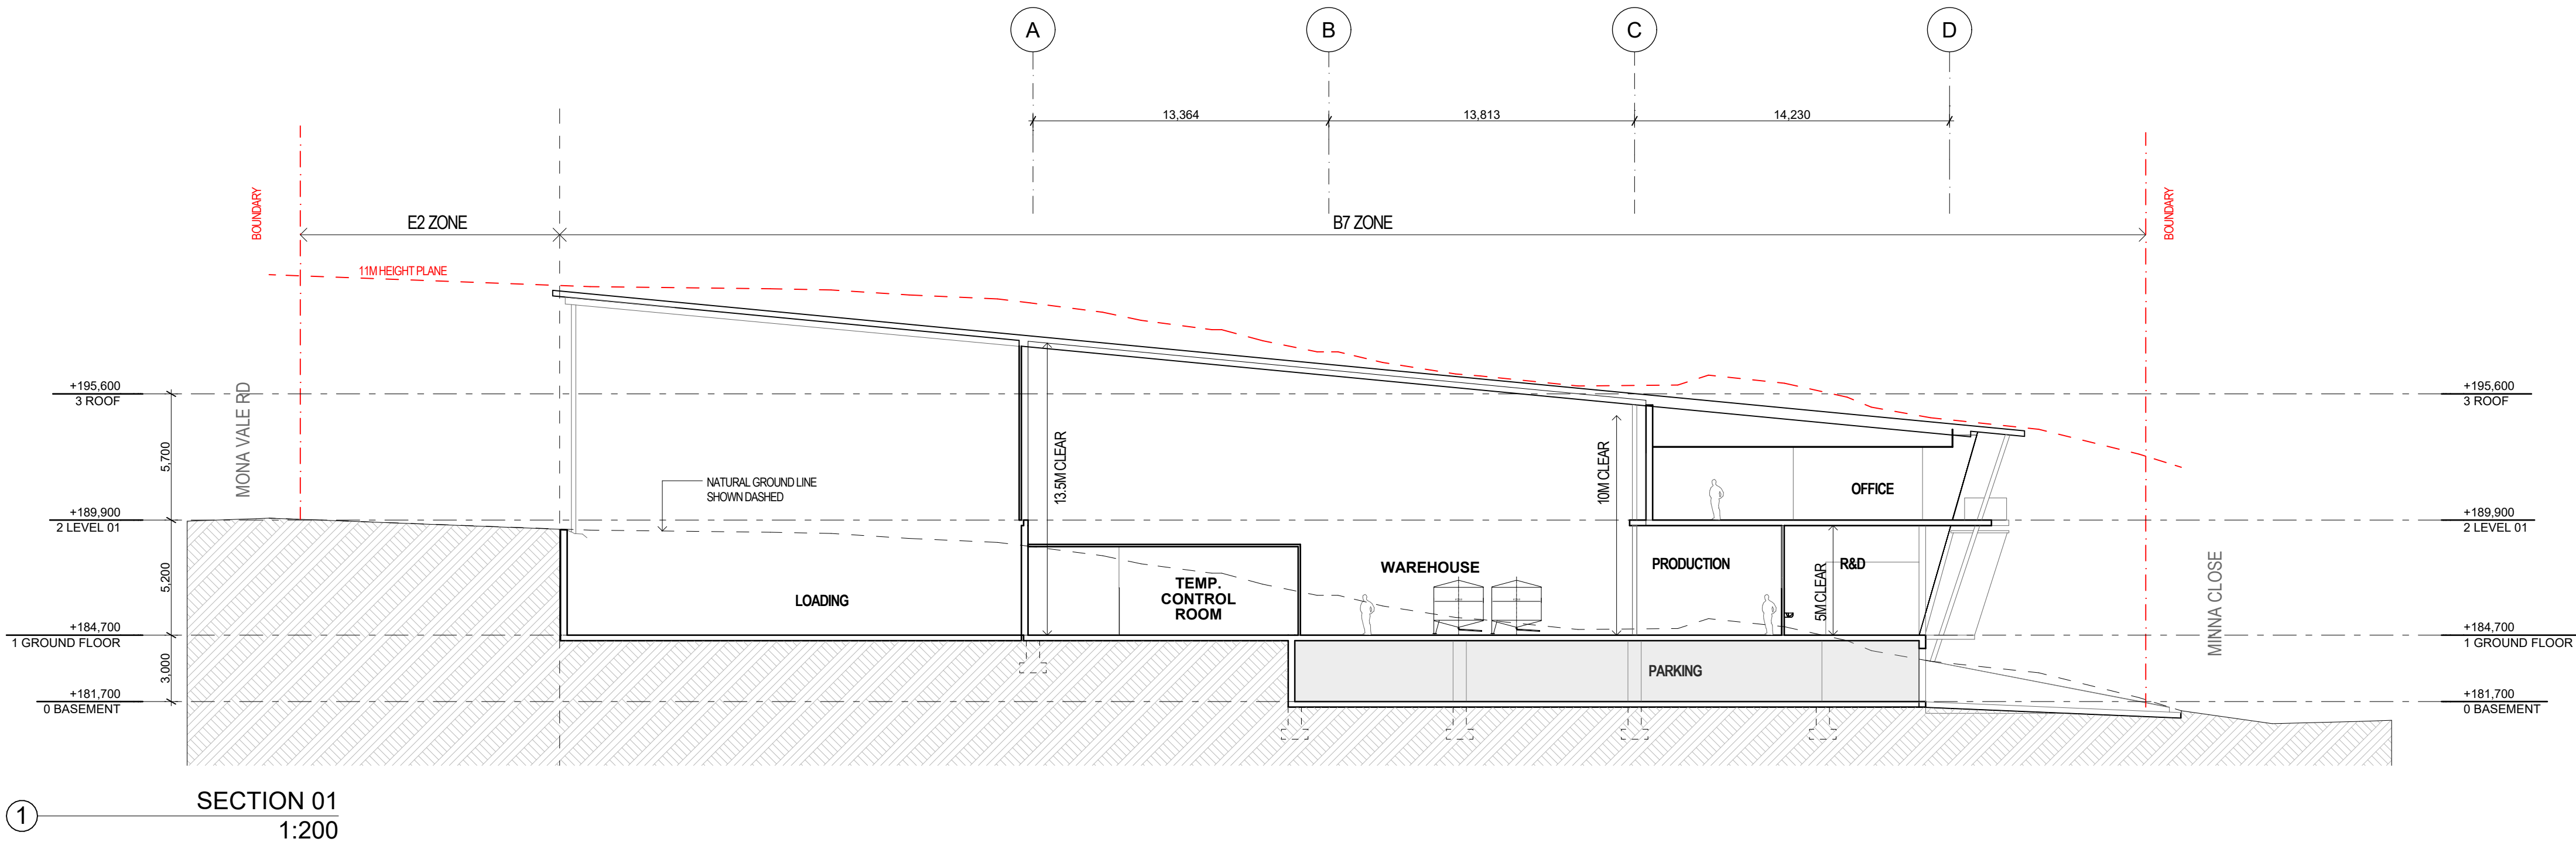 A
B
C
D
13,364
13,813
14,230
BOUNDARY
E2 ZONE
B7 ZONE
BOUNDARY
11M HEIGHT PLANE
+195,600
3 ROOF
+195,600
3 ROOF
MONA VALE RD
5,700
NATURAL GROUND LINE
SHOWN DASHED
13.5M CLEAR
10M CLEAR
OFFICE
+189,900
2 LEVEL 01
+189,900
2 LEVEL 01
5,200
LOADING
TEMP.
CONTROL
ROOM
WAREHOUSE
PRODUCTION
5M CLEAR
R&D
MINNA CLOSE
+184,700
1 GROUND FLOOR
+184,700
1 GROUND FLOOR
3,000
PARKING
+181,700
0 BASEMENT
+181,700
0 BASEMENT
1
SECTION 01
1:200